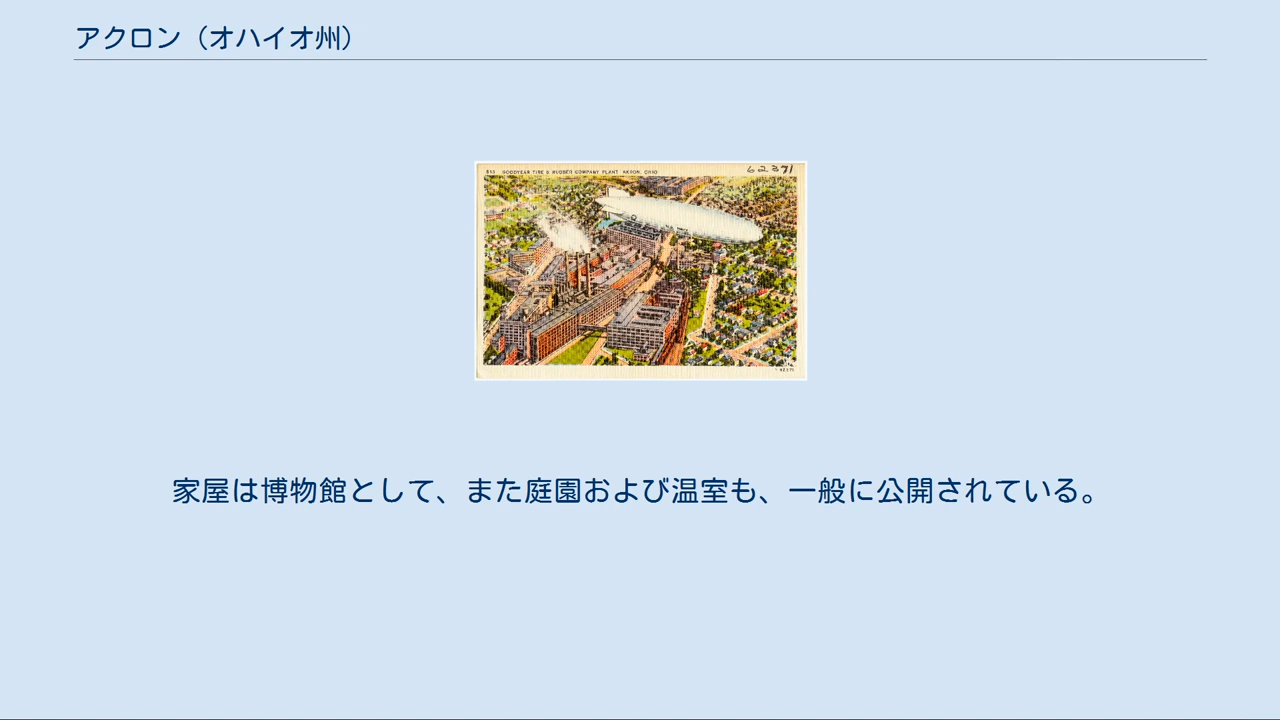 アクロン（オハイオ州）
813 GOODYEAR TIRE & RUBBER COMPANY PLANT, AKRON, OHIO
62371
家屋は博物館として、また庭園および温室も、一般に公開されている。